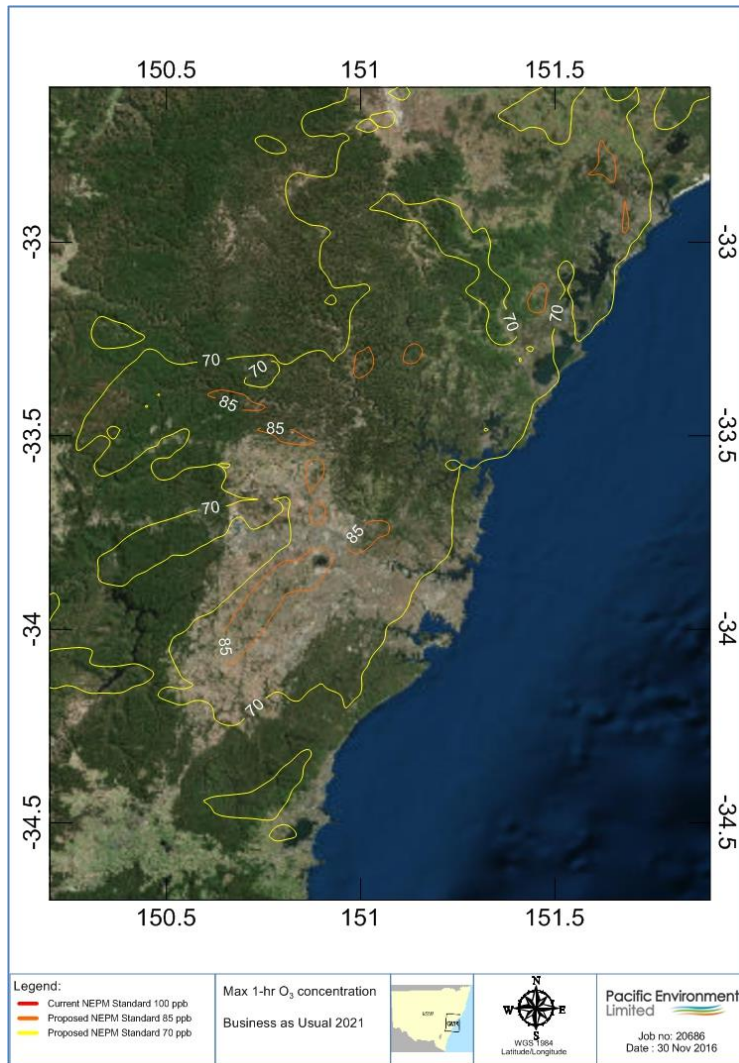 150.5 151 151.5
-33 -33
70
70
70
70
70
85
-33.5 85 -33.5
70
85
-34 85 -34
70
-34.5 -34.5
150.5 151 151.5
Legend:
Current NEPM Standard 100 ppb
Proposed NEPM Standard 85 ppb
Proposed NEPM Standard 70 ppb
Max 1-hr O₃ concentration
Business as Usual 2021
NSW
GMR
N
W E
S
WGS 1984
Latitude/Longitude
Pacific Environment
Limited
Job no: 20686
Date : 30 Nov 2016